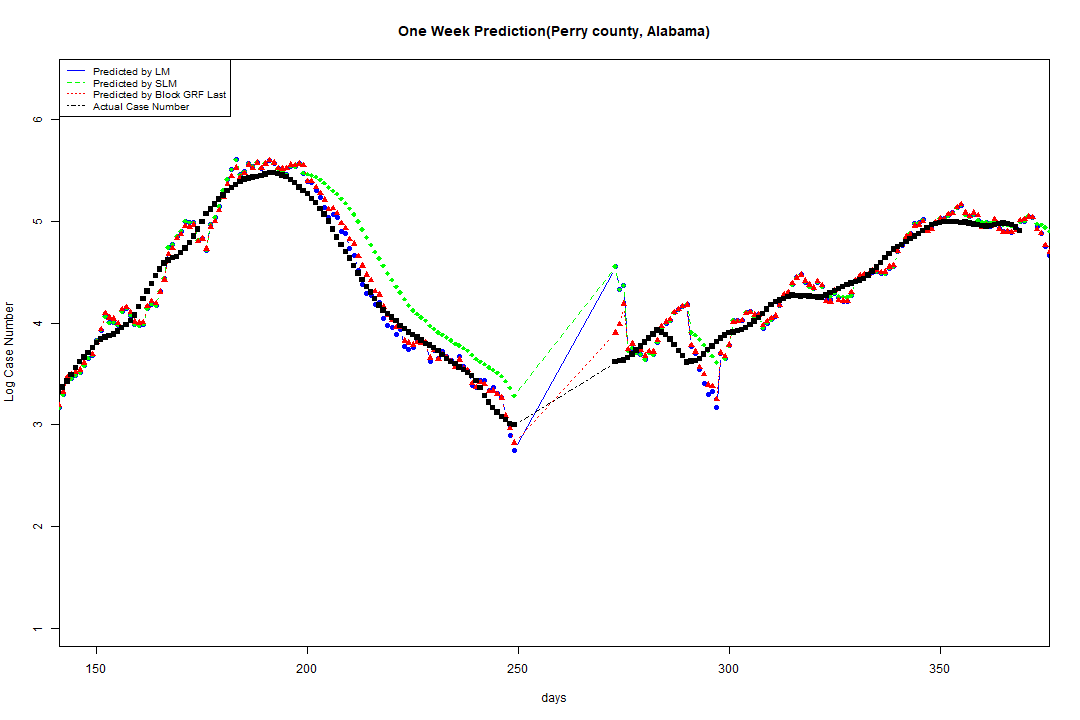 One Week Prediction(Perry county, Alabama)
Predicted by LM
Predicted by SLM
Predicted by Block GRF Last
Actual Case Number
Log Case Number
6
5
4
3
2
1
150 200 250 300 350
days